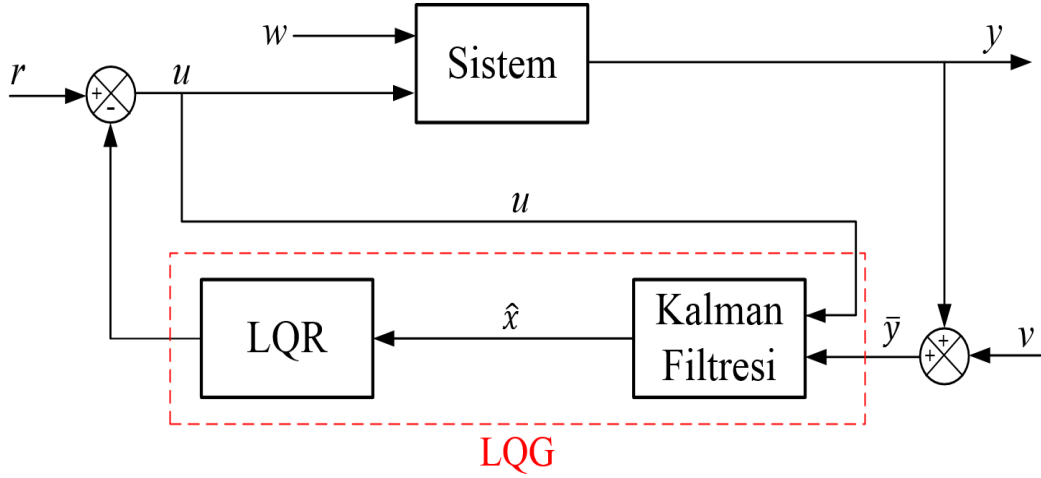 w
Sistem
y
r
+
-
u
u
LQR
x̂
Kalman
Filtresi
ȳ
+
+
v
LQG